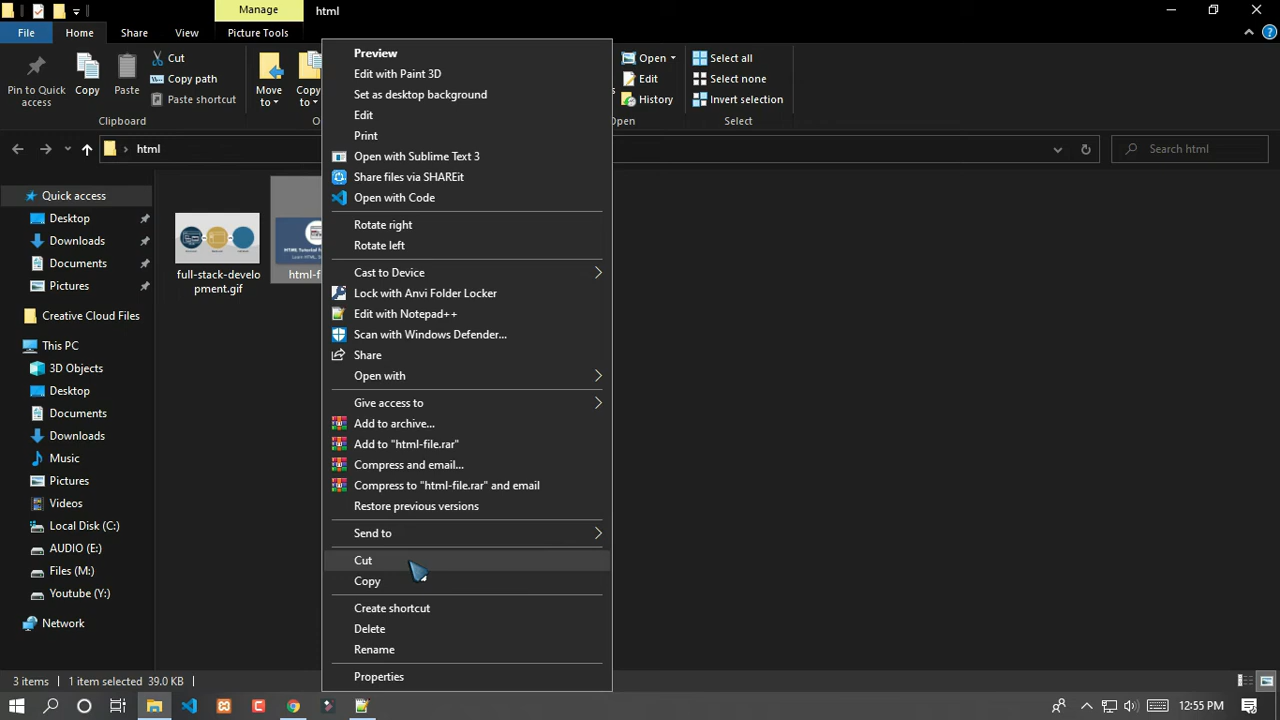 Manage
html
File
Home
Share
View
Picture Tools
Pin to Quick
access
Copy
Paste
Cut
Copy path
Paste shortcut
Move
to
Copy
to
Open
Edit
History
Select all
Select none
Invert selection
Clipboard
Open
Select
html
Search html
Quick access
Desktop
Downloads
Documents
Pictures
Creative Cloud Files
This PC
3D Objects
Desktop
Documents
Downloads
Music
Pictures
Videos
Local Disk (C:)
AUDIO (E:)
Files (M:)
Youtube (Y:)
Network
full-stack-develo
pment.gif
Preview
Edit with Paint 3D
Set as desktop background
Edit
Print
Open with Sublime Text 3
Share files via SHAREit
Open with Code
Rotate right
Rotate left
Cast to Device
Lock with Anvi Folder Locker
Edit with Notepad++
Scan with Windows Defender...
Share
Open with
Give access to
Add to archive...
Add to "html-file.rar"
Compress and email...
Compress to "html-file.rar" and email
Restore previous versions
Send to
Cut
Copy
Create shortcut
Delete
Rename
Properties
3 items
1 item selected 39.0 KB
12:55 PM